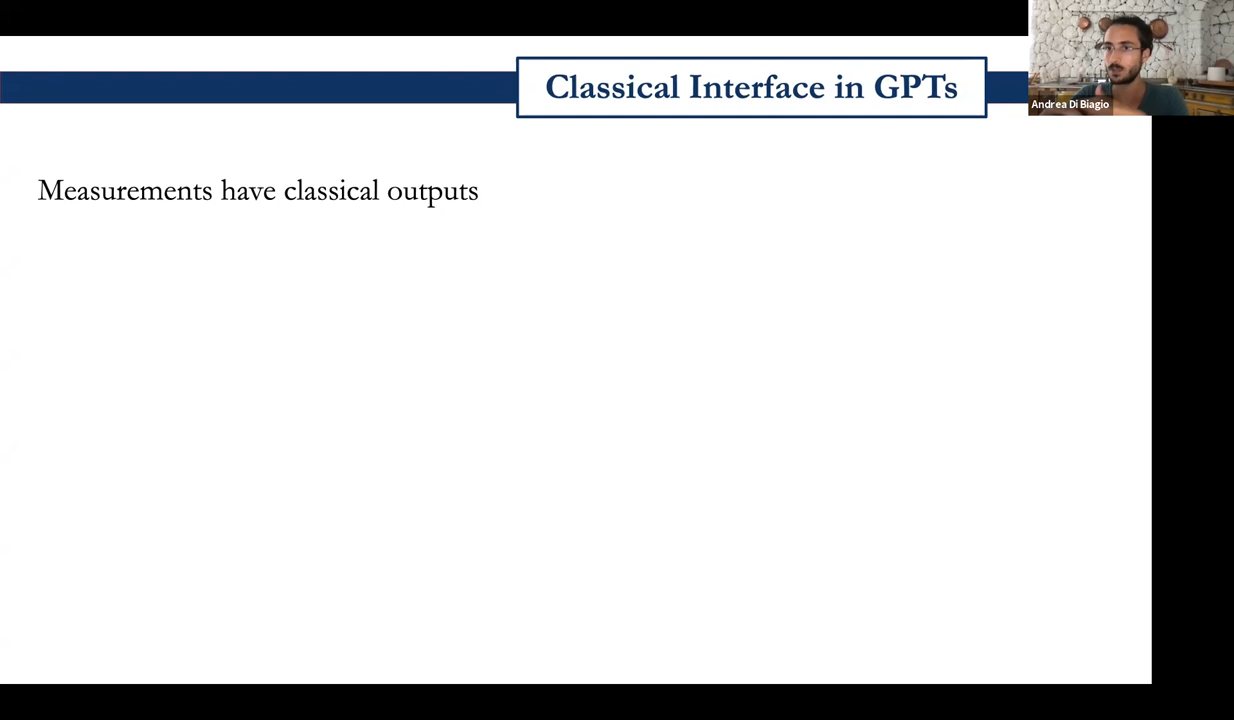 Classical Interface in GPTs
Andrea Di Biagio
Measurements have classical outputs